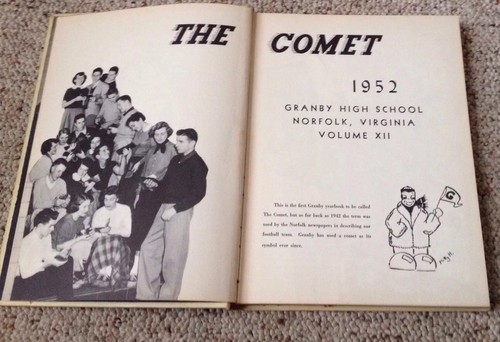 THE COMET
1952
GRANBY HIGH SCHOOL
NORFOLK, VIRGINIA
VOLUME XII
This is the first Granby yearbook to be called
The Comet, but as far back as 1942 the term was
used by the Norfolk newspapers in describing our
football team. Granby has used a comet as its
symbol ever since.
G